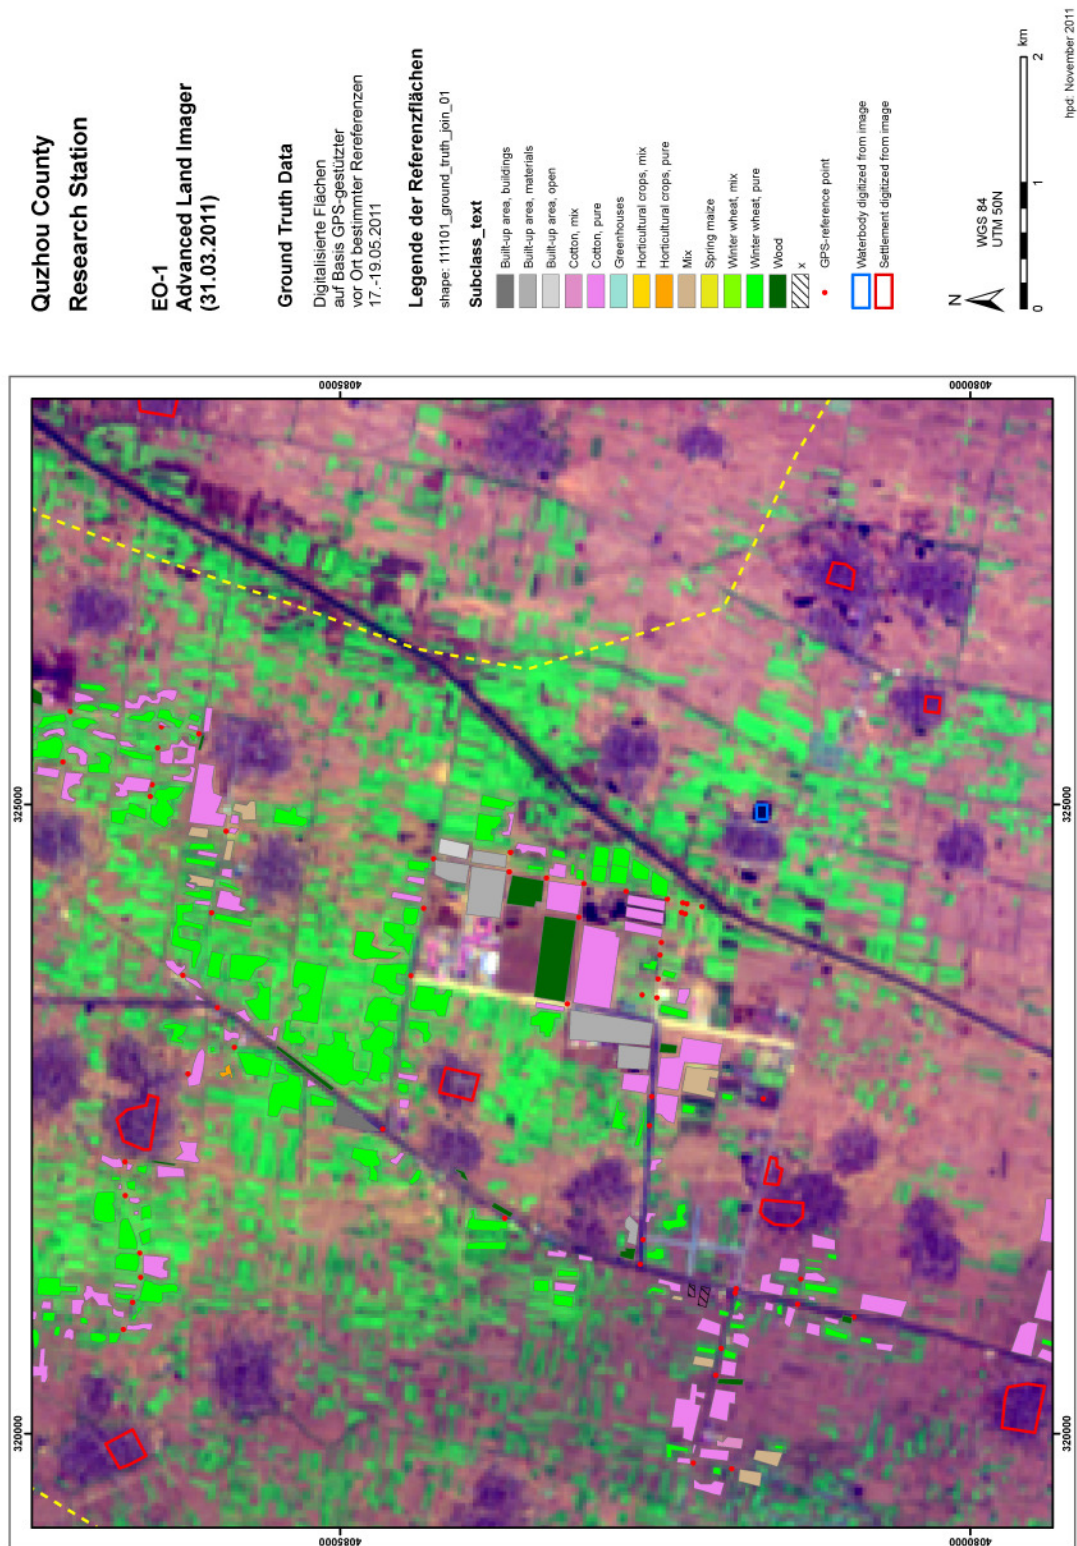 Quzhou County
Research Station
EO-1
Advanced Land Imager
(31.03.2011)
Ground Truth Data
Digitalisierte Flächen
auf Basis GPS-gestützter
vor Ort bestimmter Rereferenzen
17.-19.05.2011
Legende der Referenzflächen
shape: 111101_ground_truth_join_01
Subclass_text
Built-up area, buildings
Built-up area, materials
Built-up area, open
Cotton, mix
Cotton, pure
Greenhouses
Horticultural crops, mix
Horticultural crops, pure
Mix
Spring maize
Winter wheat, mix
Winter wheat, pure
Wood
x
GPS-reference point
Waterbody digitized from image
Settlement digitized from image
N
WGS 84
UTM 50N
0 1 2 km
hpd: November 2011
320000
325000
4085000
4080000
320000
325000
4085000
4080000